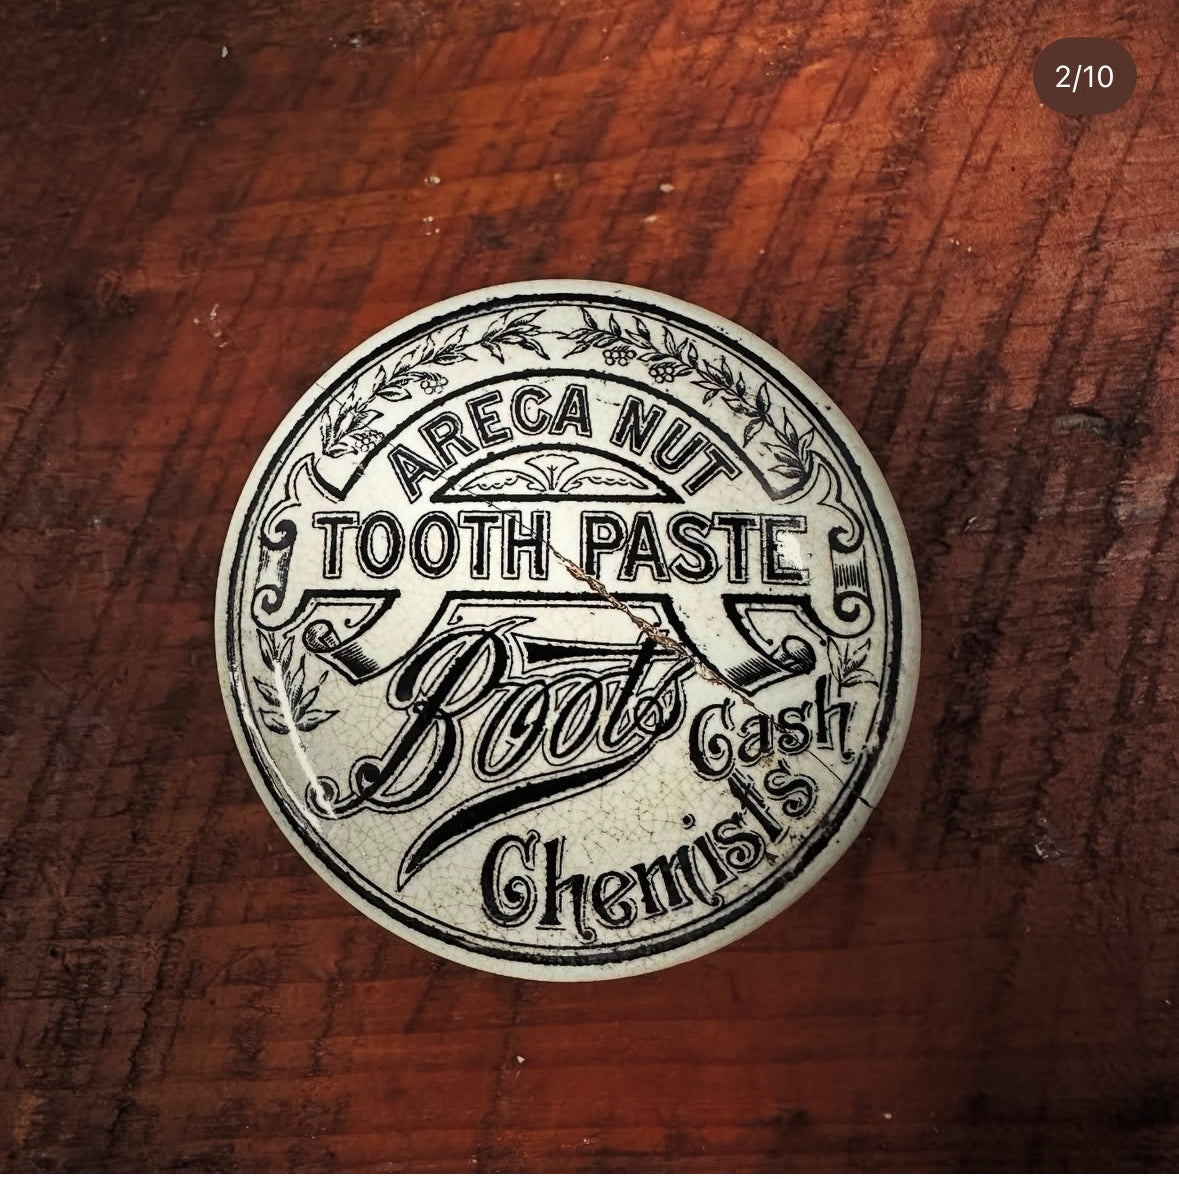 2/10
ARECA NUT
TOOTH PASTE
Boots
Cash
Chemists